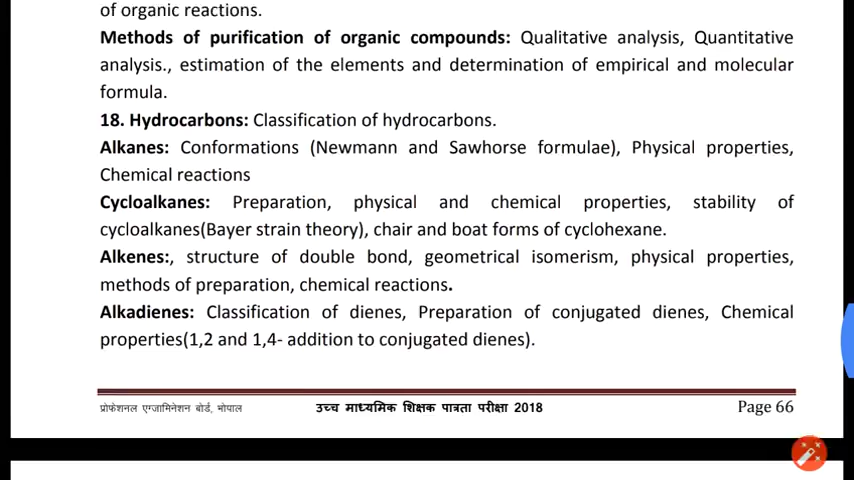 of organic reactions.
Methods of purification of organic compounds: Qualitative analysis, Quantitative
analysis., estimation of the elements and determination of empirical and molecular
formula.
18. Hydrocarbons: Classification of hydrocarbons.
Alkanes: Conformations (Newmann and Sawhorse formulae), Physical properties,
Chemical reactions
Cycloalkanes: Preparation, physical and chemical properties, stability of
cycloalkanes(Bayer strain theory), chair and boat forms of cyclohexane.
Alkenes:, structure of double bond, geometrical isomerism, physical properties,
methods of preparation, chemical reactions.
Alkadienes: Classification of dienes, Preparation of conjugated dienes, Chemical
properties(1,2 and 1,4- addition to conjugated dienes).
प्रोफेशनल एग्जामिनेशन बोर्ड, भोपाल उच्च माध्यमिक शिक्षक पात्रता परीक्षा 2018 Page 66